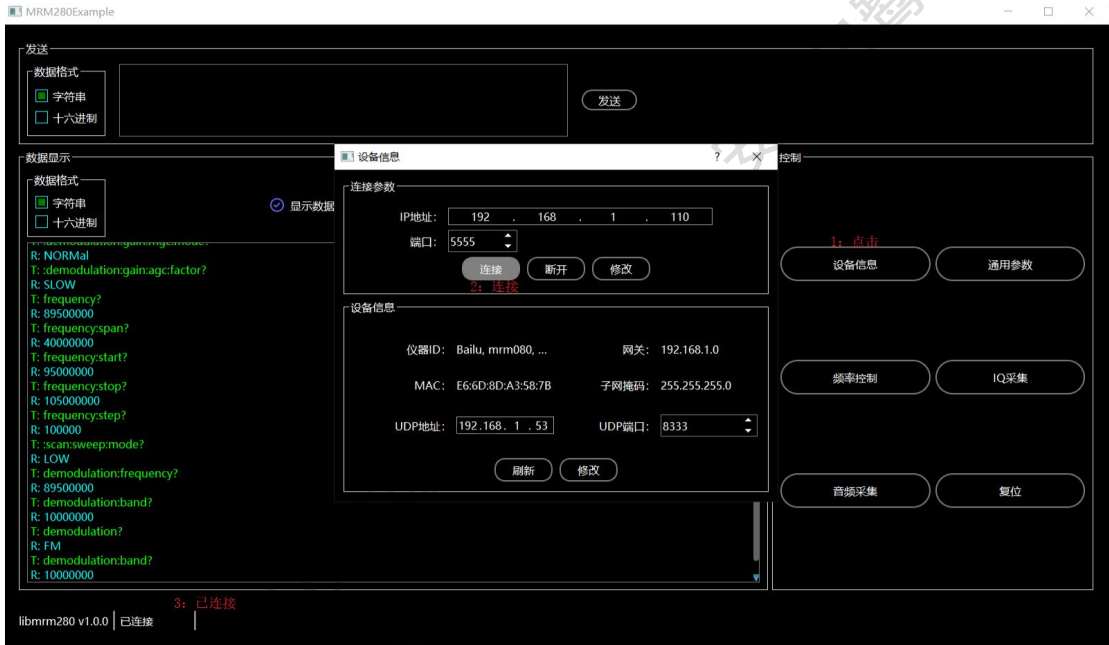 MRM280Example
发送
数据格式
字符串
十六进制
发送
数据显示
数据格式
字符串
十六进制
显示数据
R: NORMal
T: :demodulation:gain:agc:factor?
R: SLOW
T: frequency?
R: 89500000
T: frequency:span?
R: 40000000
T: frequency:start?
R: 95000000
T: frequency:stop?
R: 105000000
T: frequency:step?
R: 100000
T: :scan:sweep:mode?
R: LOW
T: demodulation:frequency?
R: 89500000
T: demodulation:band?
R: 10000000
T: demodulation?
R: FM
T: demodulation:band?
R: 10000000
设备信息 ?
连接参数
IP地址: 192 . 168 . 1 . 110
端口: 5555
连接 断开 修改
2: 连接
设备信息
仪器ID: Bailu, mrm080, ... 网关: 192.168.1.0
MAC: E6:6D:8D:A3:58:7B 子网掩码: 255.255.255.0
UDP地址: 192.168. 1 . 53 UDP端口: 8333
刷新 修改
控制
1: 点击
设备信息 通用参数
频率控制 IQ采集
音频采集 复位
3: 已连接
libmrm280 v1.0.0 已连接